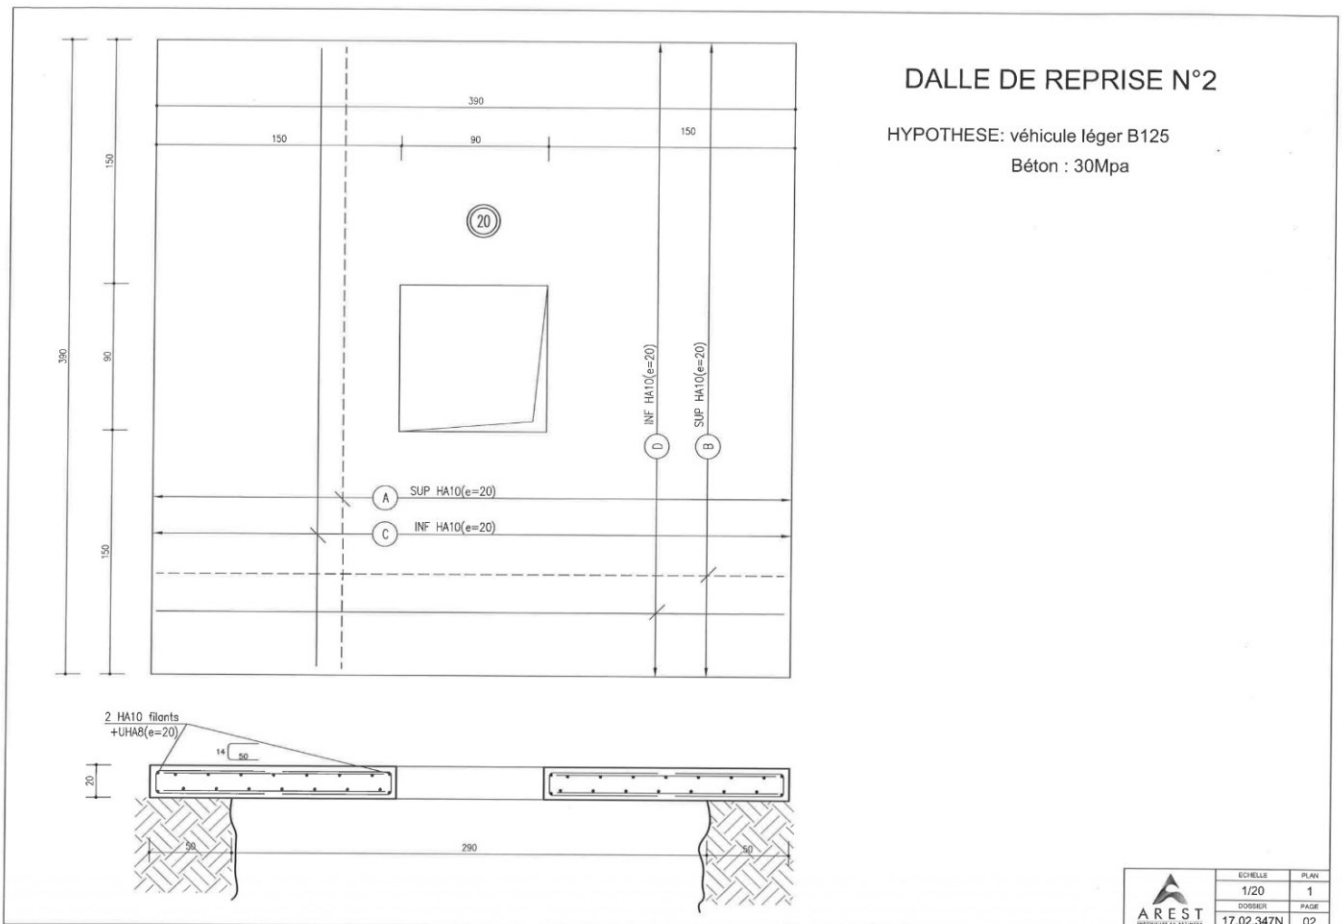 DALLE DE REPRISE N°2
HYPOTHESE: véhicule léger B125
Béton : 30Mpa
390
150
90
150
20
150
90
150
390
INF HA10(e=20)
SUP HA10(e=20)
D
B
A
SUP HA10(e=20)
C
INF HA10(e=20)
2 HA10 filants
+UHA8(e=20)
14
50
20
50
290
50
ECHELLE
PLAN
1/20
1
DOSSIER
PAGE
17.02.347N
02
AREST